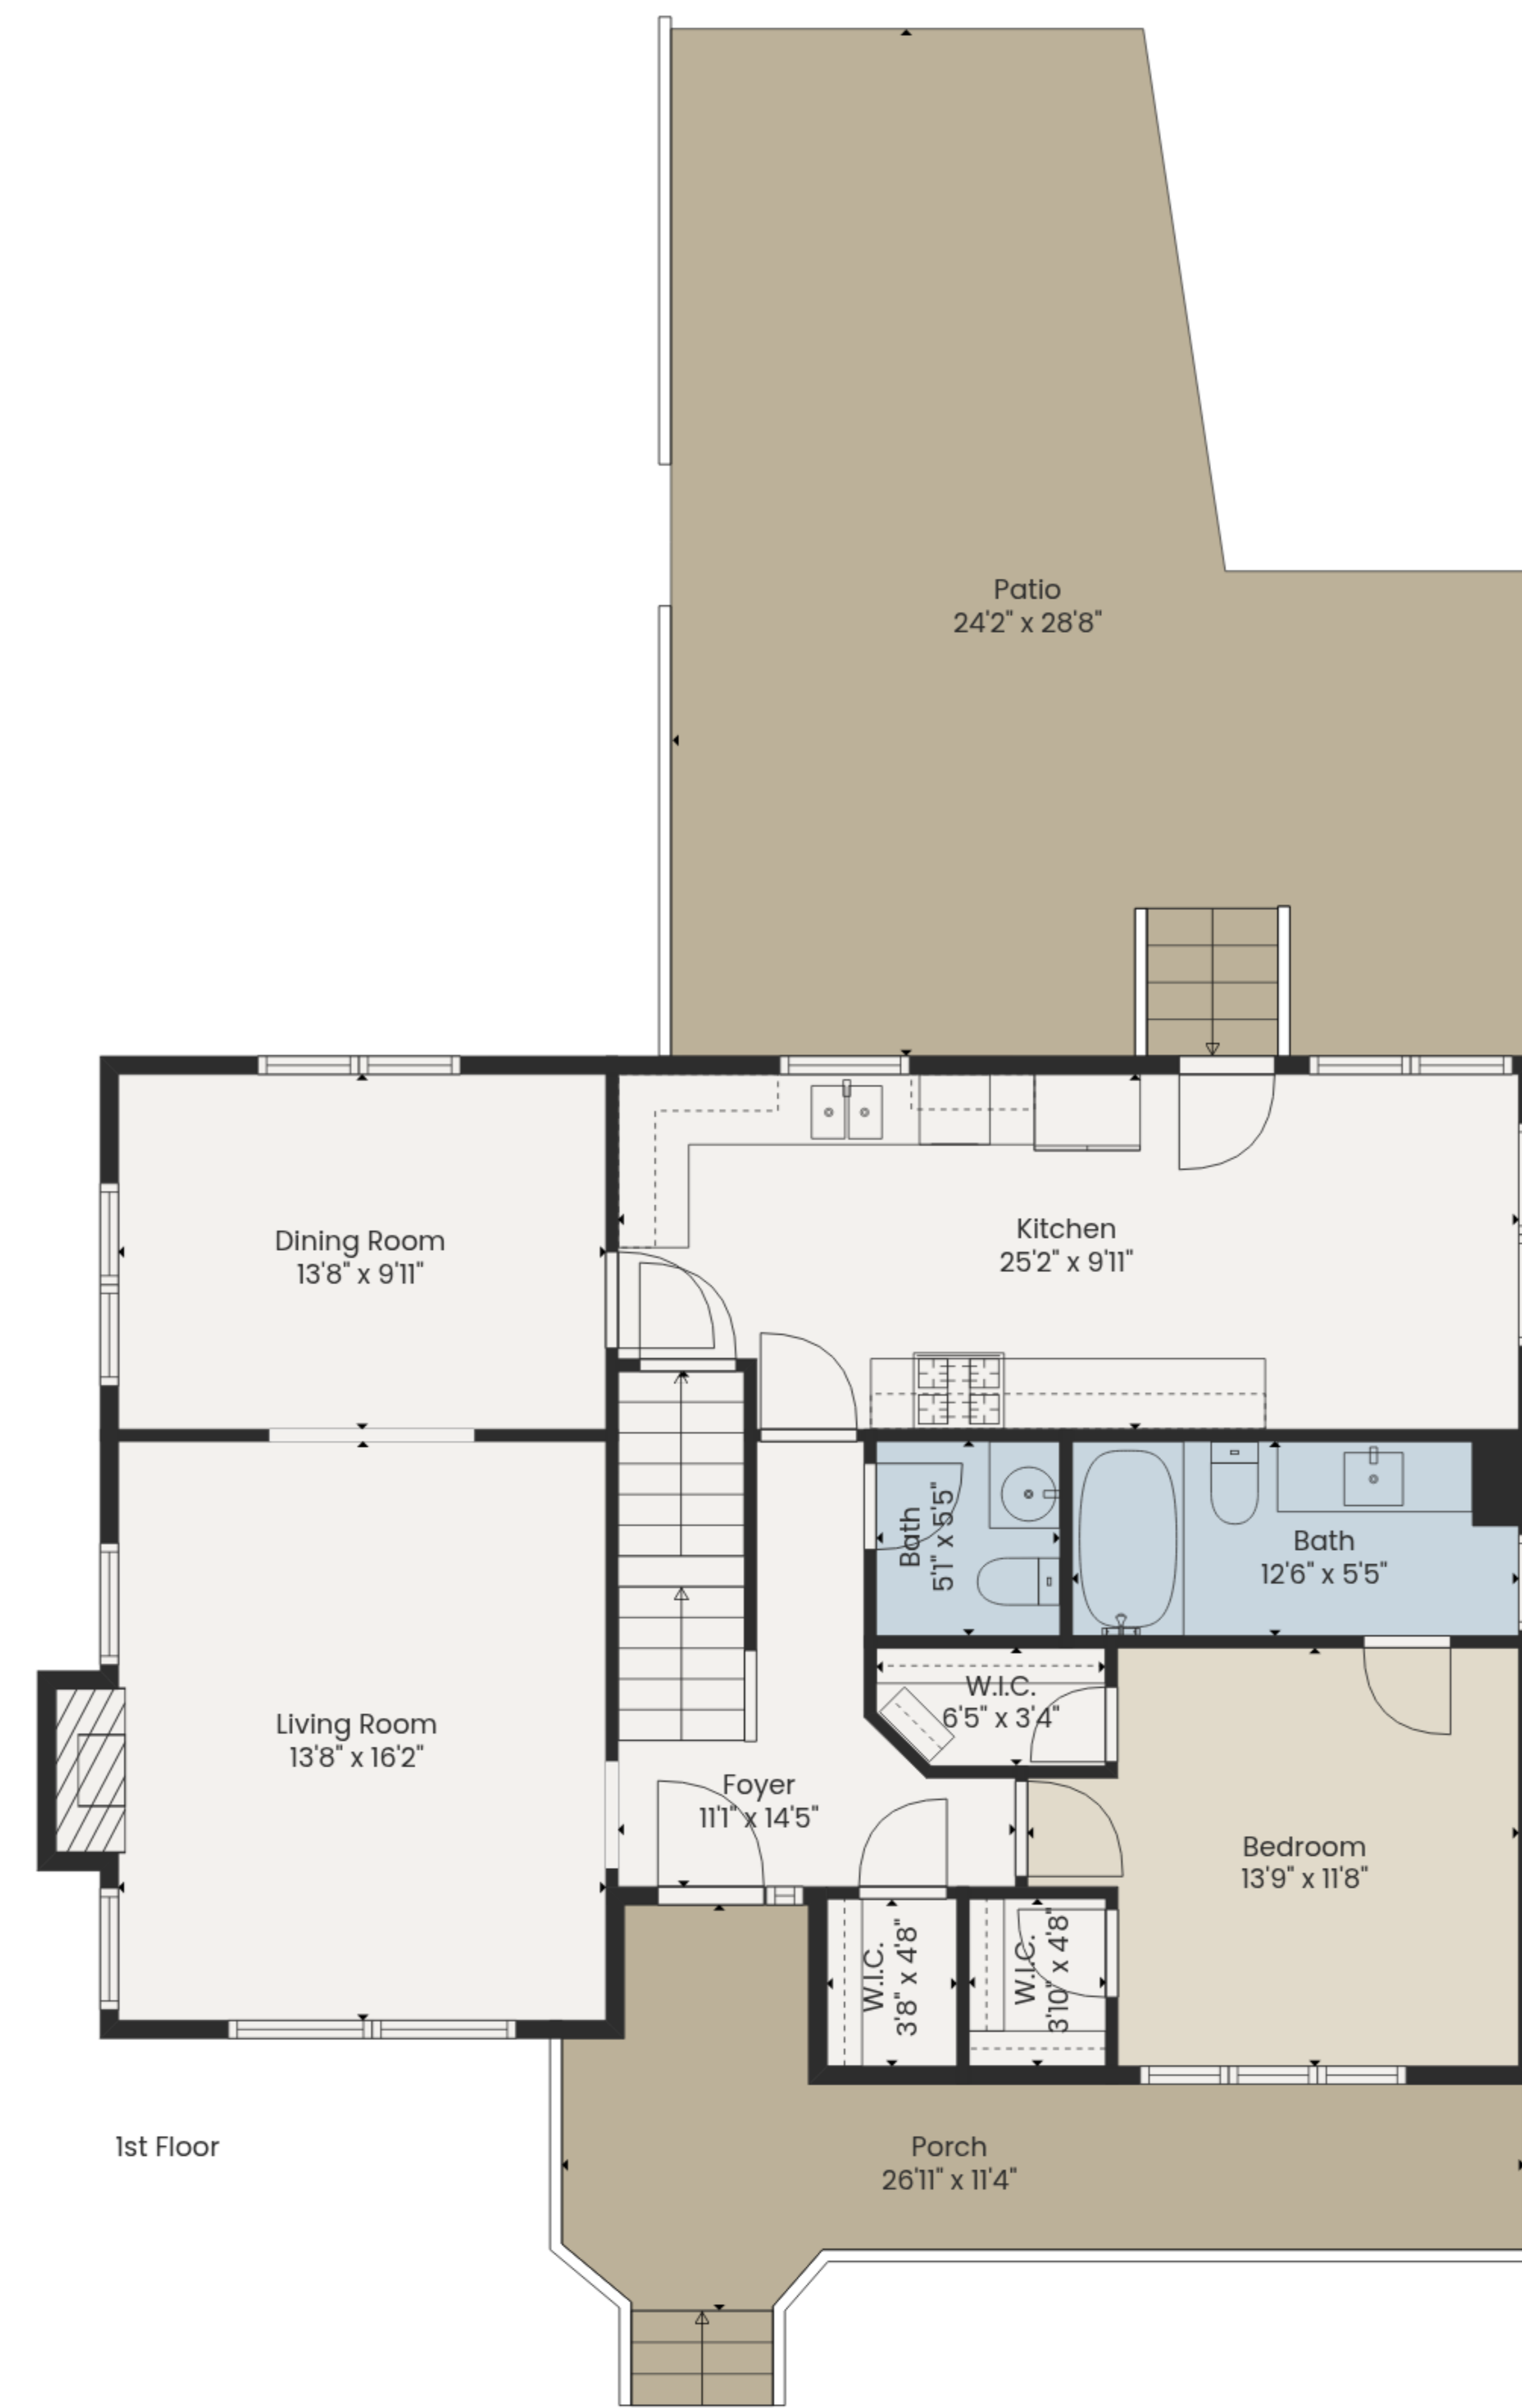 Patio
24'2" x 28'8"
Kitchen
25'2" x 9'11"
Dining Room
13'8" x 9'11"
Bath
5'1" x 5'5"
Bath
12'6" x 5'5"
W.I.C.
6'5" x 3'4"
Living Room
13'8" x 16'2"
Foyer
11'1" x 14'5"
Bedroom
13'9" x 11'8"
W.I.C.
3'8" x 4'8"
W.I.C.
3'10" x 4'8"
1st Floor
Porch
26'11" x 11'4"